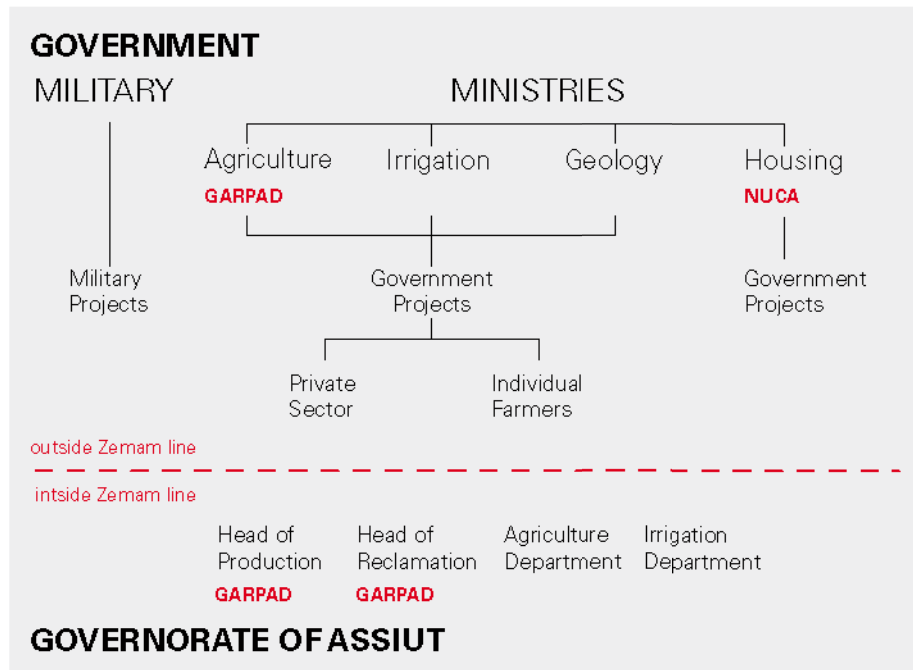 GOVERNMENT
MILITARY MINISTRIES
Agriculture Irrigation Geology Housing
GARPAD NUCA
Military Government Government
Projects Projects Projects
Private Individual
Sector Farmers
outside Zemam line
intside Zemam line
Head of Head of Agriculture Irrigation
Production Reclamation Department Department
GARPAD GARPAD
GOVERNORATE OF ASSIUT